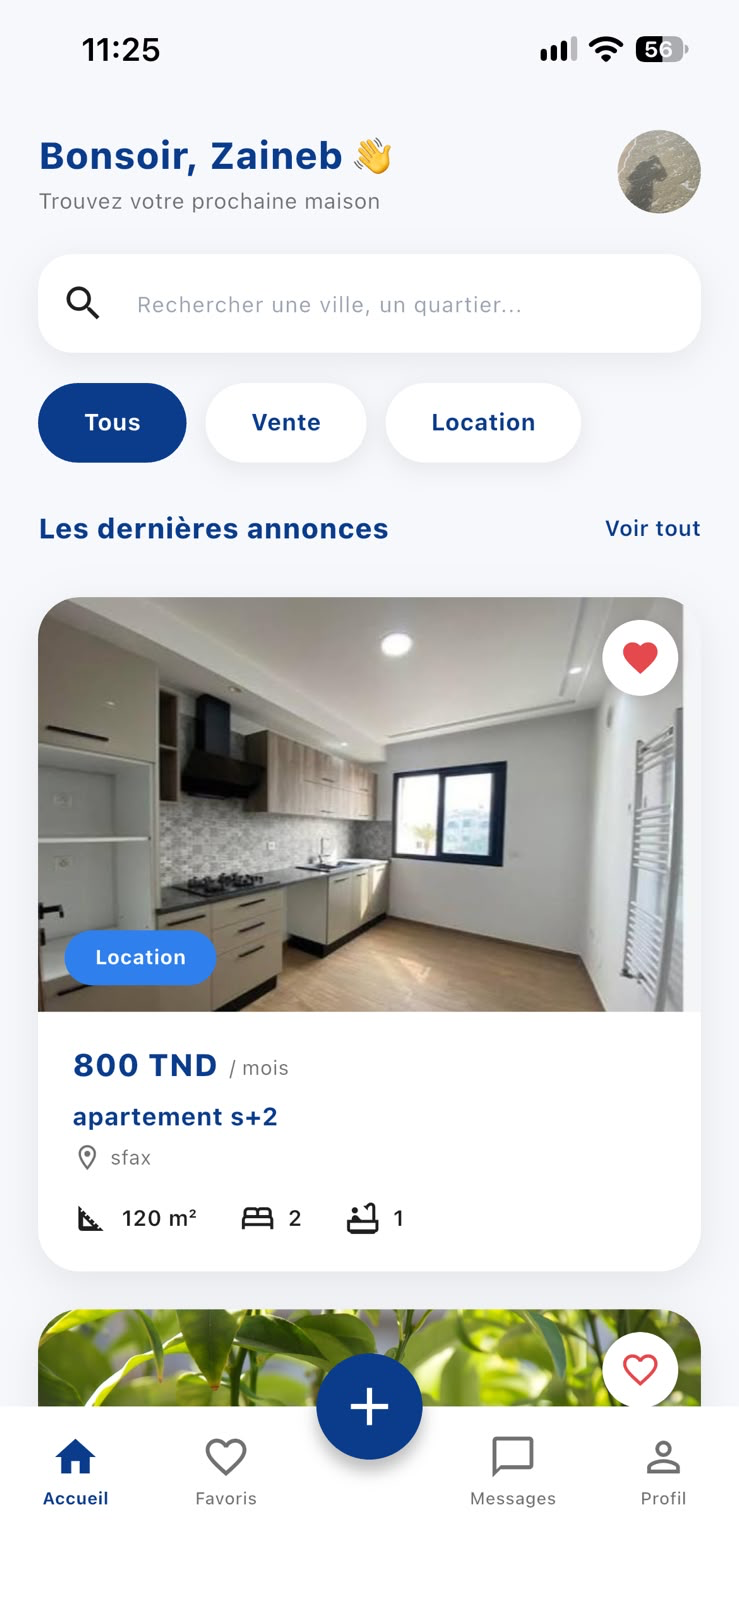 11:25
56
Bonsoir, Zaineb 👋
Trouvez votre prochaine maison
Rechercher une ville, un quartier...
Tous
Vente
Location
Les dernières annonces
Voir tout
Location
800 TND / mois
apartement s+2
sfax
120 m²
2
1
Accueil
Favoris
Messages
Profil